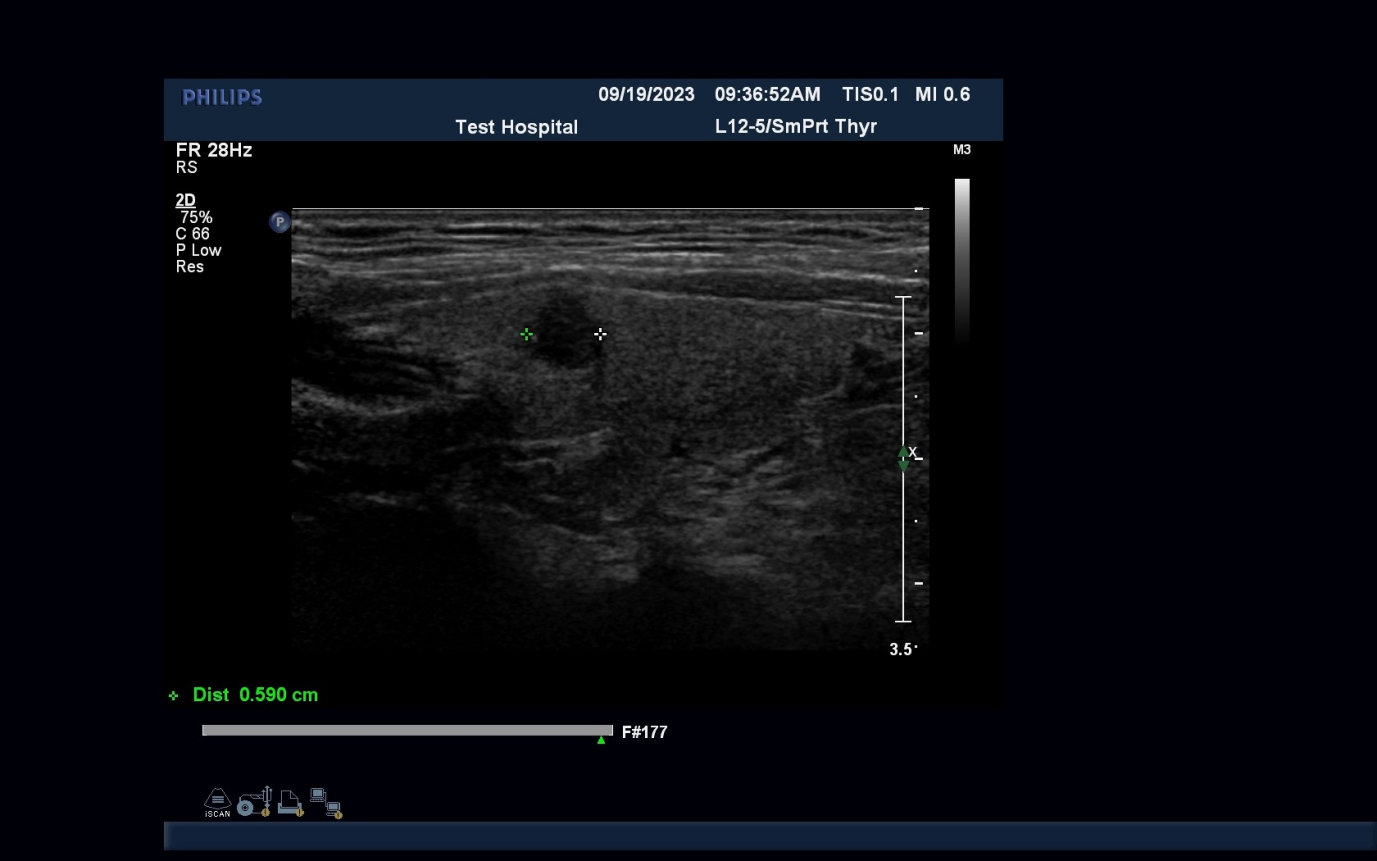 PHILIPS
09/19/2023 09:36:52AM TIS0.1 MI 0.6
Test Hospital L12-5/SmPrt Thyr
FR 28Hz
RS
M3
2D
75%
C 66
P Low
Res
P
X
3.5
Dist 0.590 cm
F#177
iSCAN